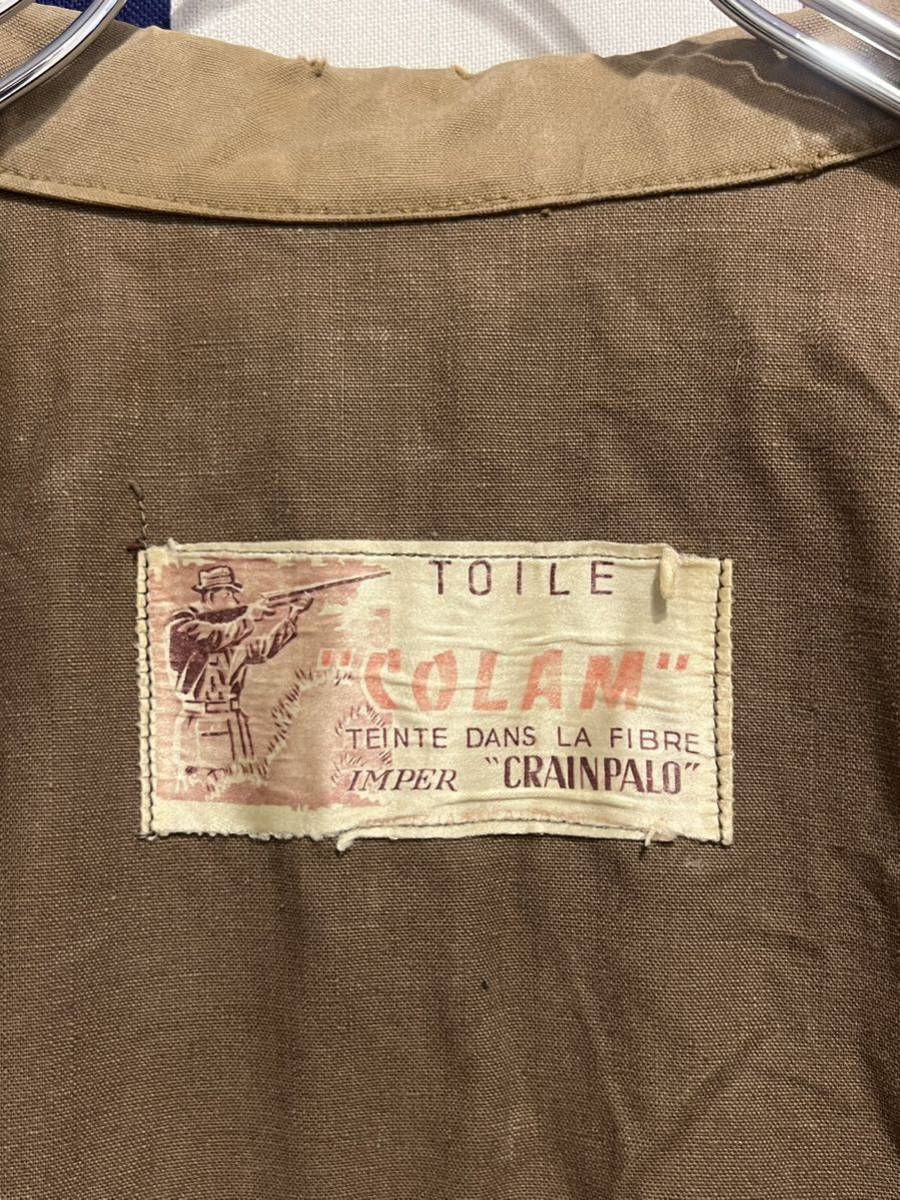 TOILE
"COLAM"
TEINTE DANS LA FIBRE
IMPER "CRAINPALO"